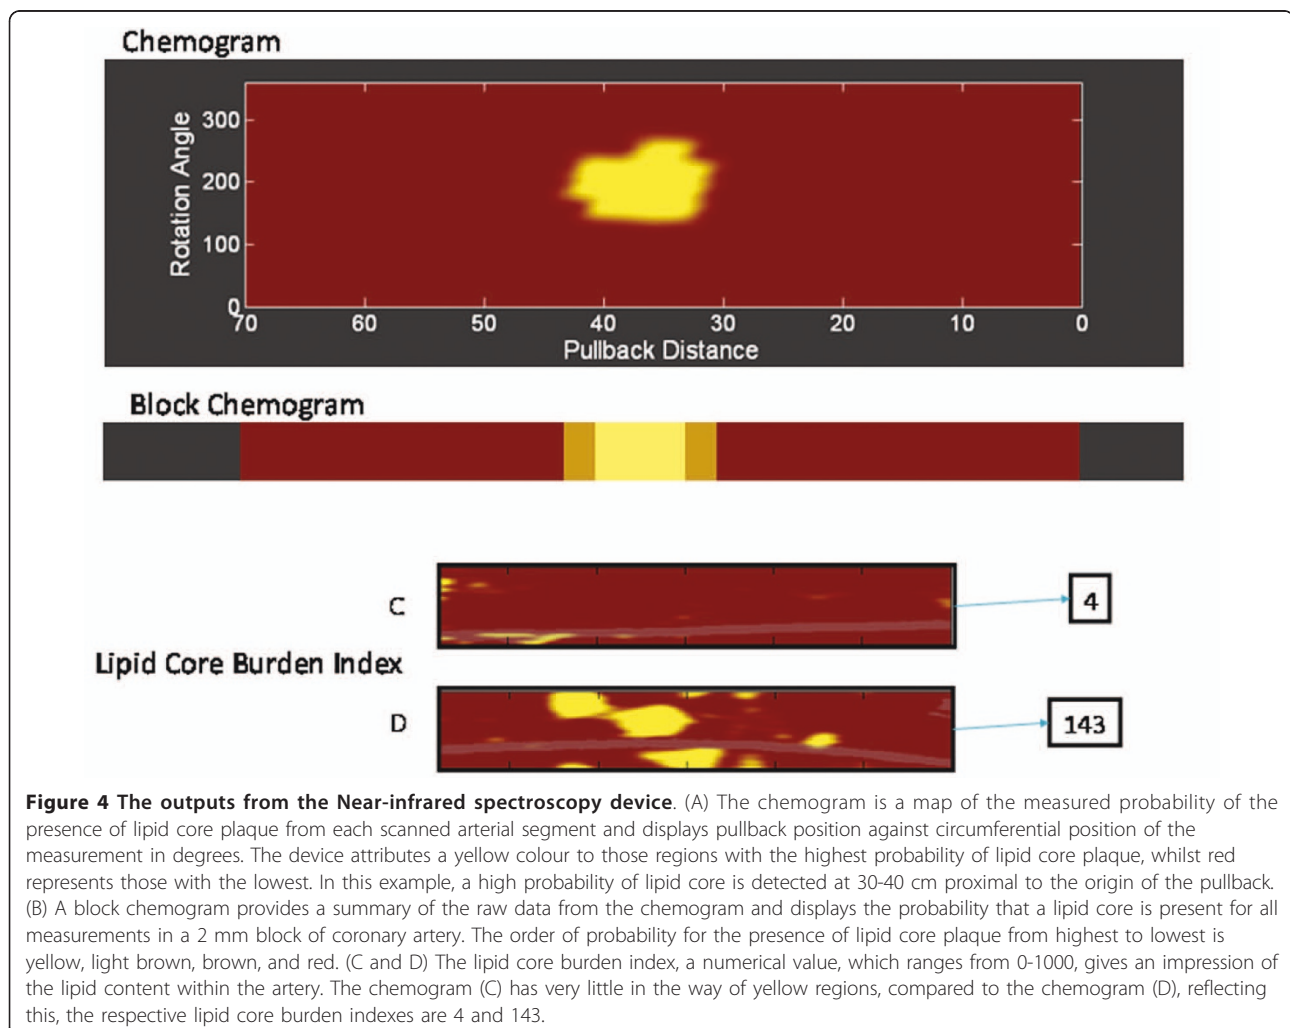 Chemogram
Rotation Angle
300
200
100
0
70 60 50 40 30 20 10 0
Pullback Distance
Block Chemogram
C
4
Lipid Core Burden Index
D
143
Figure 4 The outputs from the Near-infrared spectroscopy device. (A) The chemogram is a map of the measured probability of the
presence of lipid core plaque from each scanned arterial segment and displays pullback position against circumferential position of the
measurement in degrees. The device attributes a yellow colour to those regions with the highest probability of lipid core plaque, whilst red
represents those with the lowest. In this example, a high probability of lipid core is detected at 30-40 cm proximal to the origin of the pullback.
(B) A block chemogram provides a summary of the raw data from the chemogram and displays the probability that a lipid core is present for all
measurements in a 2 mm block of coronary artery. The order of probability for the presence of lipid core plaque from highest to lowest is
yellow, light brown, brown, and red. (C and D) The lipid core burden index, a numerical value, which ranges from 0-1000, gives an impression of
the lipid content within the artery. The chemogram (C) has very little in the way of yellow regions, compared to the chemogram (D), reflecting
this, the respective lipid core burden indexes are 4 and 143.